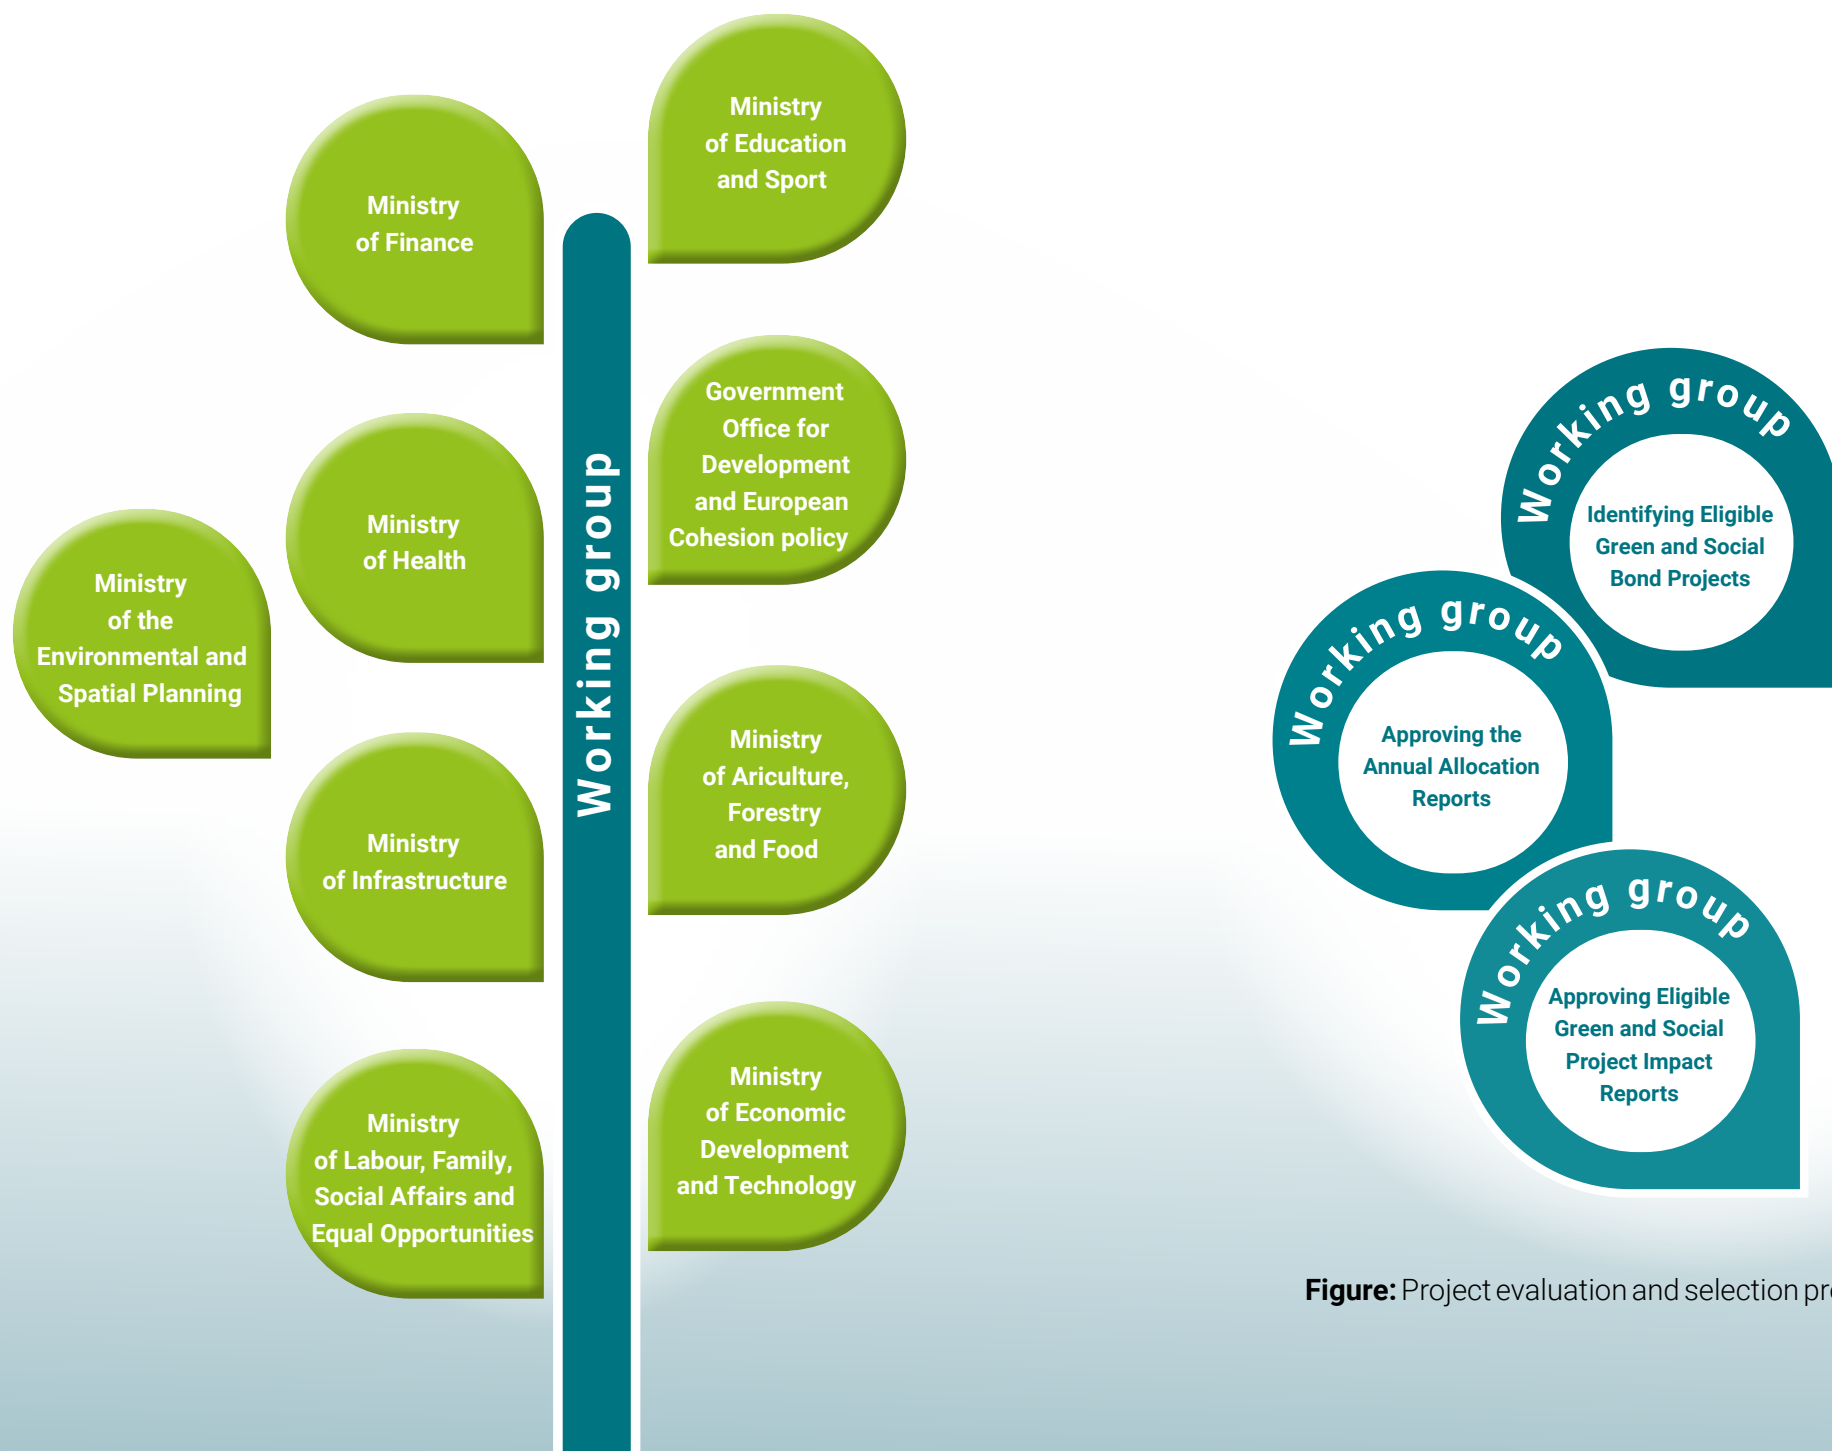 Ministry
of Education
and Sport
Ministry
of Finance
Government
Office for
Development
and European
Cohesion policy
Ministry
of Health
Ministry
of the
Environmental and
Spatial Planning
Working group
Ministry
of Ariculture,
Forestry
and Food
Ministry
of Infrastructure
Ministry
of Economic
Development
and Technology
Ministry
of Labour, Family,
Social Affairs and
Equal Opportunities
Working group
Identifying Eligible
Green and Social
Bond Projects
Working group
Approving the
Annual Allocation
Reports
Working group
Approving Eligible
Green and Social
Project Impact
Reports
Figure: Project evaluation and selection